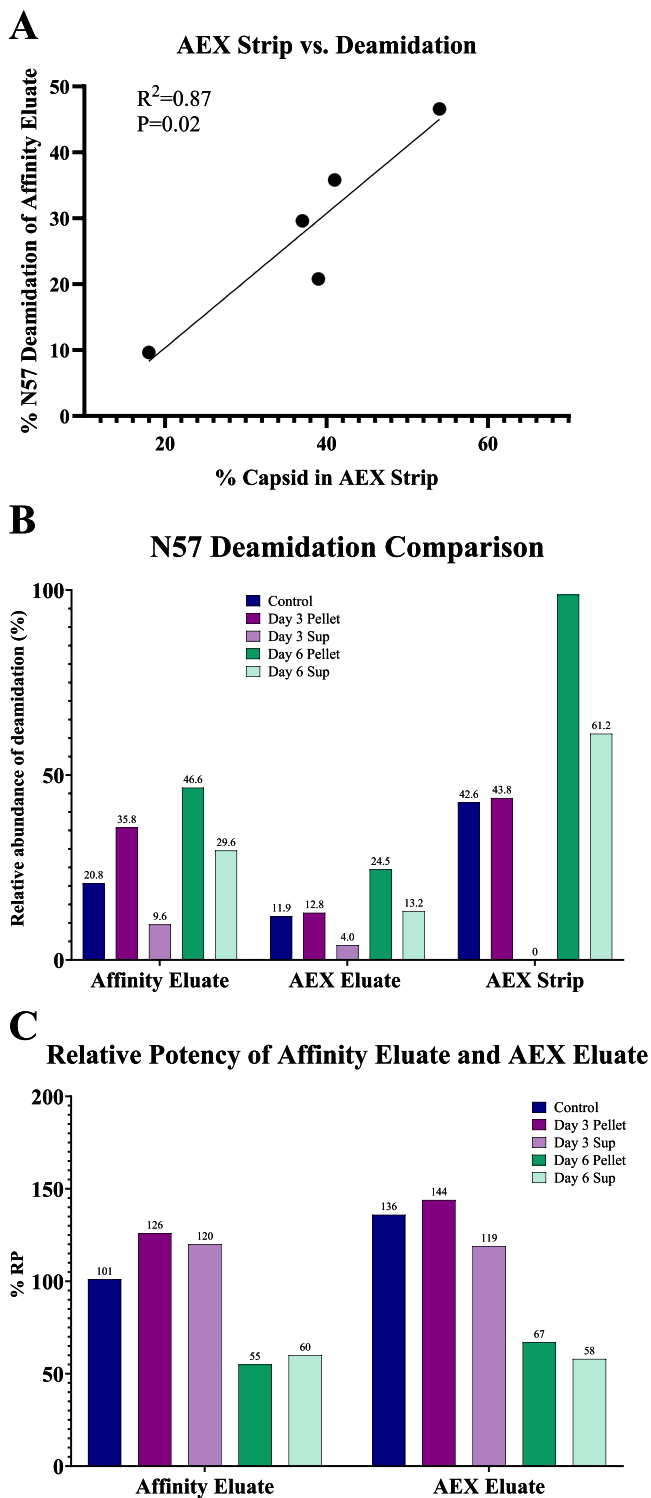 A
AEX Strip vs. Deamidation
R2=0.87
P=0.02
% N57 Deamidation of Affinity Eluate
50
40
30
20
10
0
20 40 60
% Capsid in AEX Strip
B
N57 Deamidation Comparison
Relative abundance of deamidation (%)
100
50
0
Control
Day 3 Pellet
Day 3 Sup
Day 6 Pellet
Day 6 Sup
20.8 35.8 9.6 46.6 29.6
11.9 12.8 4.0 24.5 13.2
42.6 43.8 0 61.2
Affinity Eluate AEX Eluate AEX Strip
C
Relative Potency of Affinity Eluate and AEX Eluate
% RP
200
150
100
50
0
Control
Day 3 Pellet
Day 3 Sup
Day 6 Pellet
Day 6 Sup
101 126 120 55 60
136 144 119 67 58
Affinity Eluate AEX Eluate